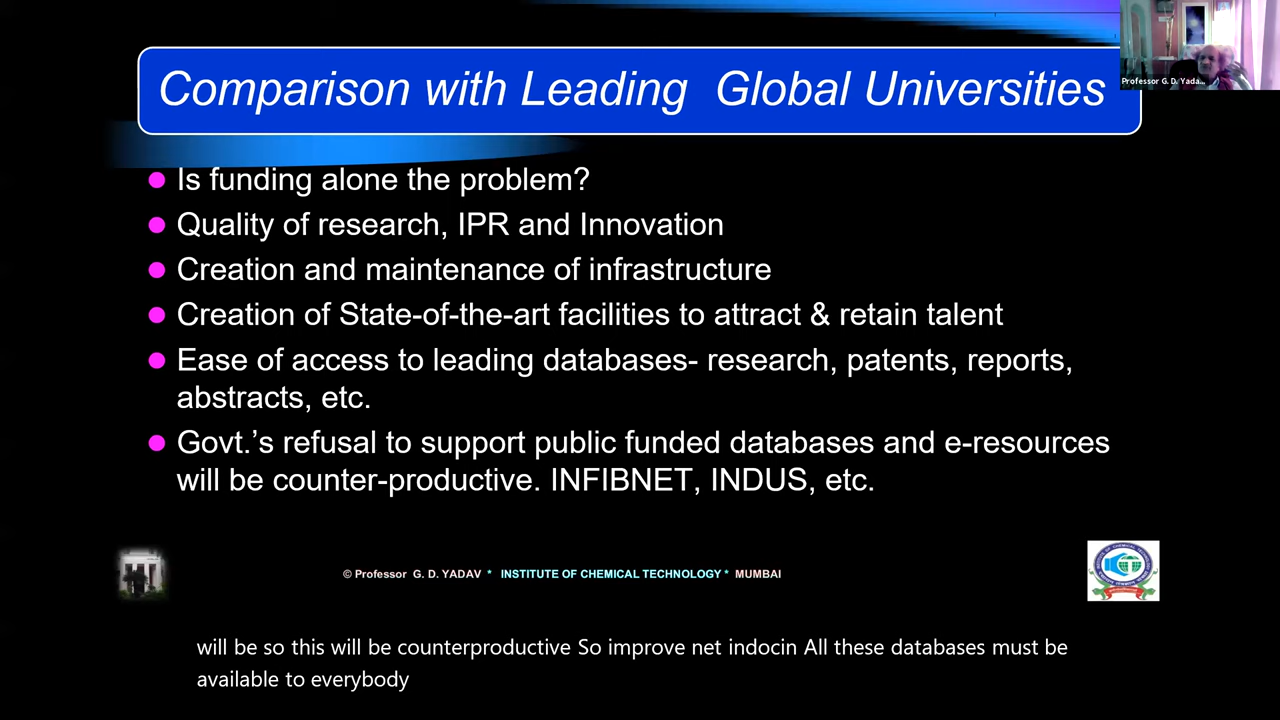 Comparison with Leading Global Universities
Professor G. D. Yada...
Is funding alone the problem?
Quality of research, IPR and Innovation
Creation and maintenance of infrastructure
Creation of State-of-the-art facilities to attract & retain talent
Ease of access to leading databases- research, patents, reports,
abstracts, etc.
Govt.’s refusal to support public funded databases and e-resources
will be counter-productive. INFIBNET, INDUS, etc.
© Professor G. D. YADAV * INSTITUTE OF CHEMICAL TECHNOLOGY * MUMBAI
will be so this will be counterproductive So improve net indocin All these databases must be
available to everybody